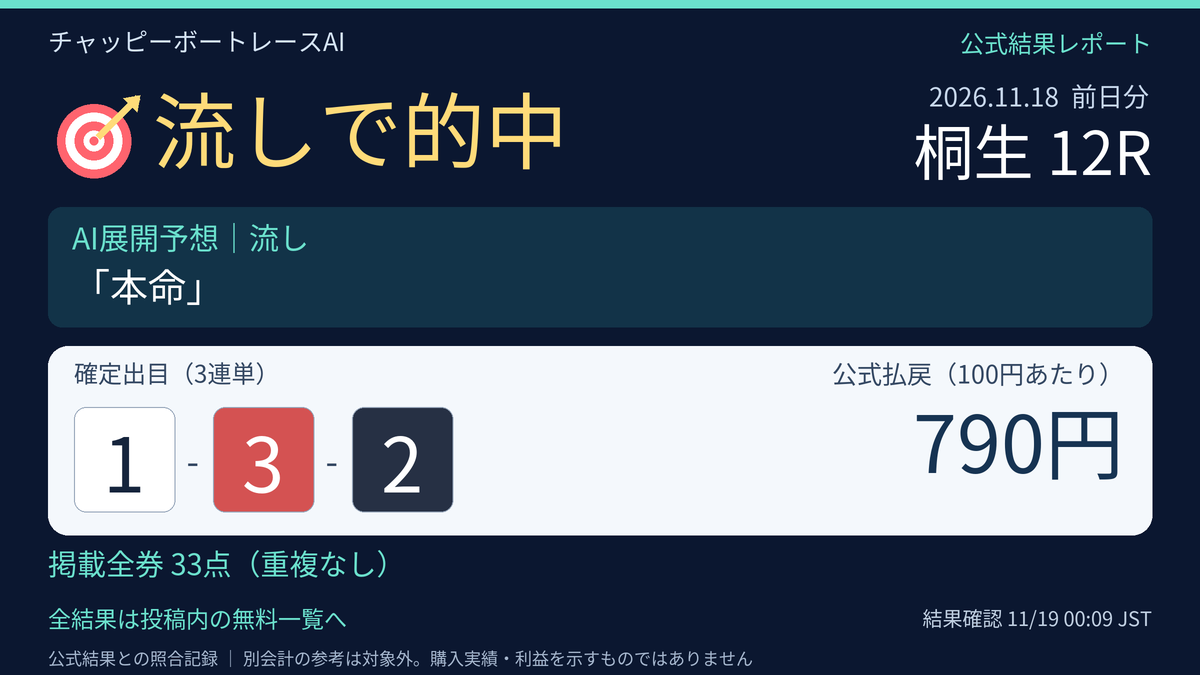 チャッピーボートレースAI
公式結果レポート
🎯流しで的中
2026.11.18 前日分
桐生 12R
AI展開予想｜流し
「本命」
確定出目（3連単）
公式払戻（100円あたり）
1 - 3 - 2
790円
掲載全券 33点（重複なし）
全結果は投稿内の無料一覧へ
結果確認 11/19 00:09 JST
公式結果との照合記録｜別会計の参考は対象外。購入実績・利益を示すものではありません